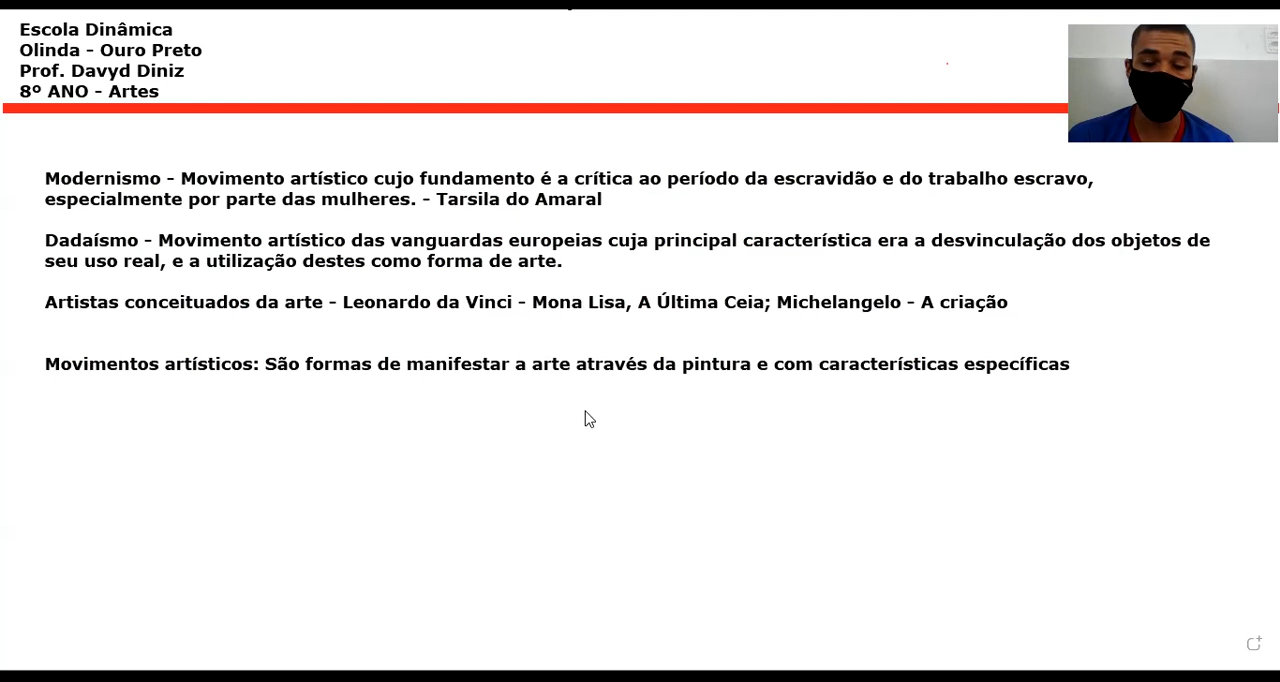 Escola Dinâmica
Olinda - Ouro Preto
Prof. Davyd Diniz
8º ANO - Artes
Modernismo - Movimento artístico cujo fundamento é a crítica ao período da escravidão e do trabalho escravo,
especialmente por parte das mulheres. - Tarsila do Amaral
Dadaísmo - Movimento artístico das vanguardas europeias cuja principal característica era a desvinculação dos objetos de
seu uso real, e a utilização destes como forma de arte.
Artistas conceituados da arte - Leonardo da Vinci - Mona Lisa, A Última Ceia; Michelangelo - A criação
Movimentos artísticos: São formas de manifestar a arte através da pintura e com características específicas